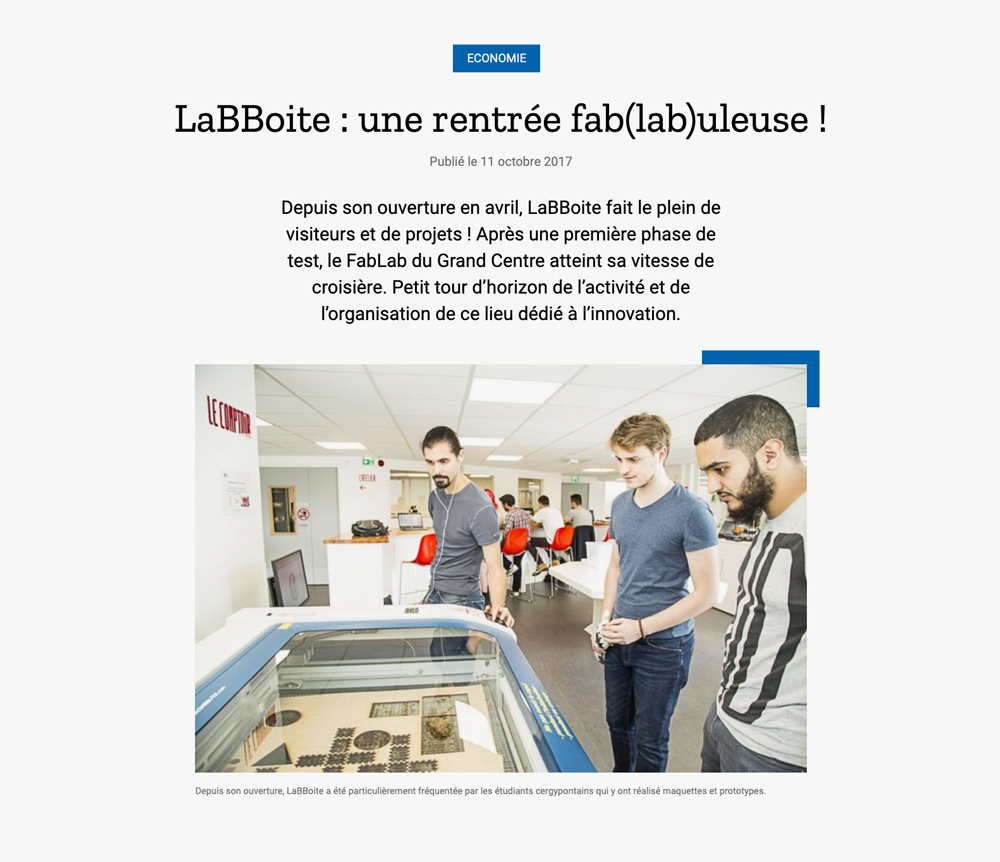 ECONOMIE
LaBBoite : une rentrée fab(lab)uleuse !
Publié le 11 octobre 2017
Depuis son ouverture en avril, LaBBoite fait le plein de
visiteurs et de projets ! Après une première phase de
test, le FabLab du Grand Centre atteint sa vitesse de
croisière. Petit tour d’horizon de l’activité et de
l’organisation de ce lieu dédié à l’innovation.
LE COMPTOIR
L'ATELIER
Depuis son ouverture, LaBBoite a été particulièrement fréquentée par les étudiants cergypontains qui y ont réalisé maquettes et prototypes.